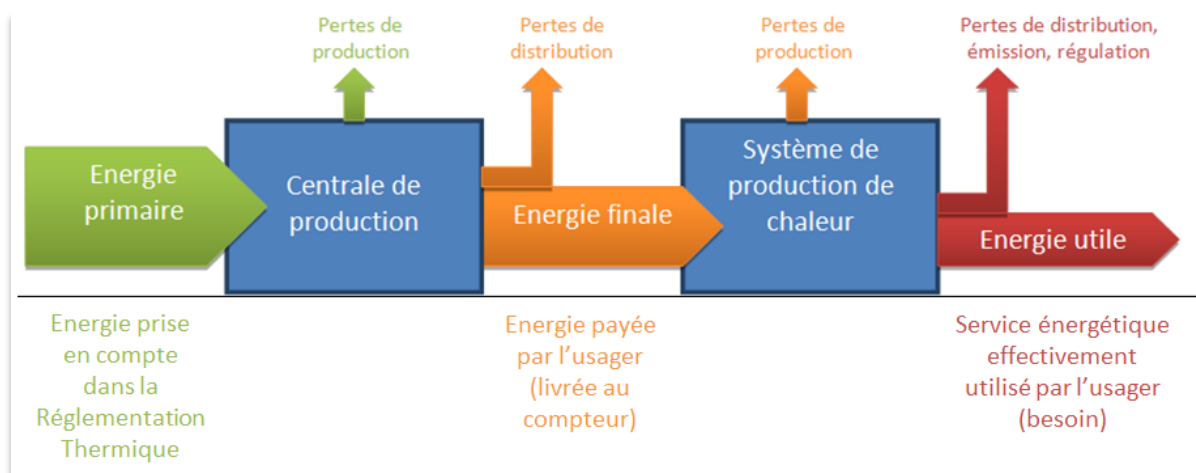 Pertes de
production
Pertes de
distribution
Pertes de
production
Pertes de distribution,
émission, régulation
Energie
primaire
Centrale de
production
Energie finale
Système de
production de
chaleur
Energie utile
Energie prise
en compte
dans la
Réglementation
Thermique
Energie payée
par l'usager
(livrée au
compteur)
Service énergétique
effectivement
utilisé par l'usager
(besoin)